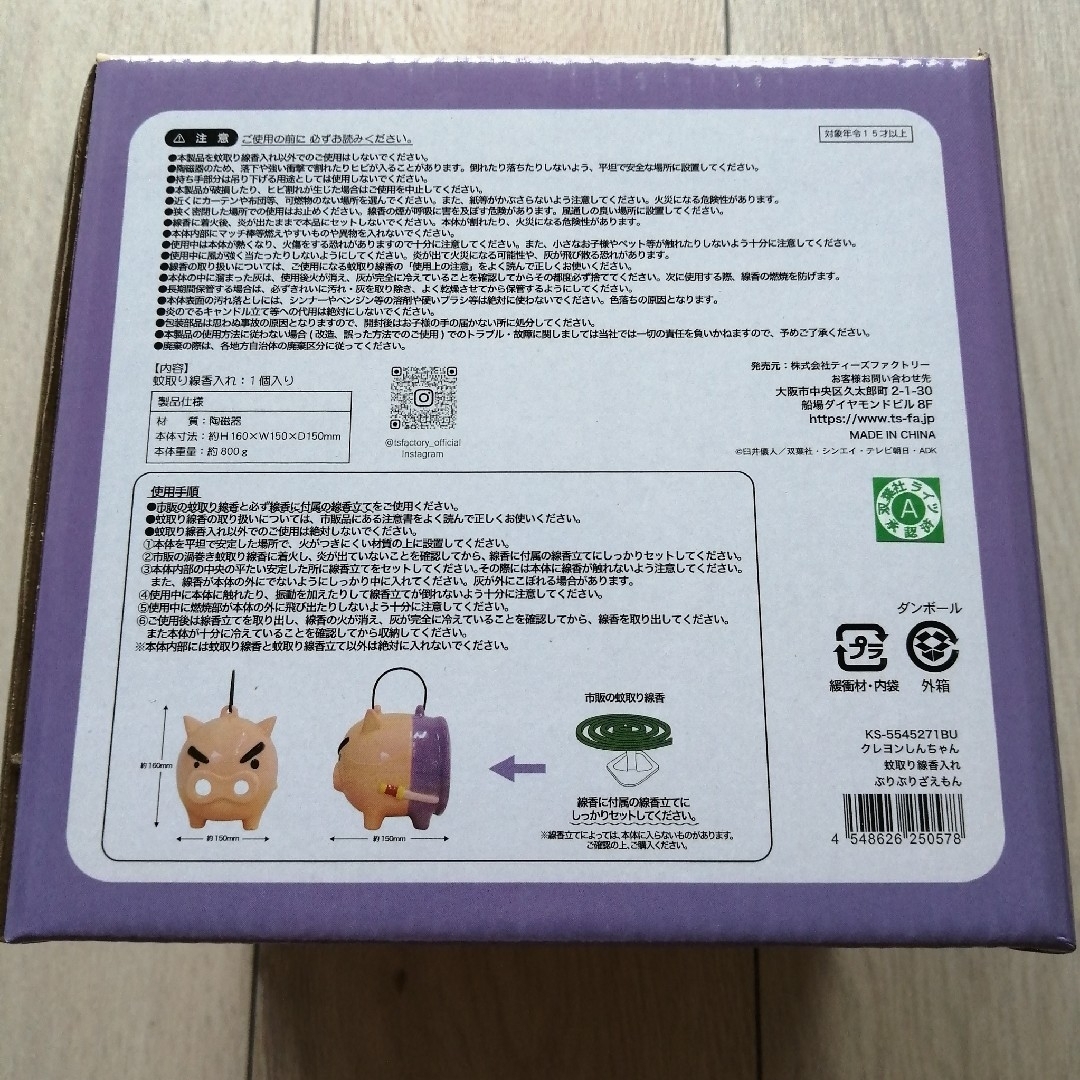 ⚠ 注意 ご使用の前に 必ずお読みください。
対象年令15才以上
●本製品を蚊取り線香入れ以外でのご使用はしないでください。
●陶磁器のため、落下や強い衝撃で割れたりヒビが入ることがあります。倒れたり落ちたりしないよう、平坦で安全な場所に設置してください。
●持ち手部分は吊り下げる用途としては使用しないでください。
●本製品が破損したり、ヒビ割れが生じた場合はご使用を中止してください。
●近くにカーテンや布団等、可燃物のない場所を選んでください。また、紙等がかぶさらないよう注意してください。火災になる危険性があります。
●狭く密閉した場所での使用はお止めください。線香の煙が呼吸に害を及ぼす危険があります。風通しの良い場所に設置してください。
●線香に着火後、炎が出たままで本品にセットしないでください。本体が割れたり、火災になる危険性があります。
●本体内部にマッチ棒等燃えやすいものや異物を入れないでください。
●使用中は本体が熱くなり、火傷をする恐れがありますので十分に注意してください。また、小さなお子様やペット等が触れたりしないよう十分に注意してください。
●使用中に風が強く当たったりしないようにしてください。炎が出て火災になる可能性や、灰が飛び散る恐れがあります。
●線香の取り扱いについては、ご使用になる蚊取り線香の「使用上の注意」をよく読んで正しくお使いください。
●本体の中に溜まった灰は、使用後火が消え、灰が完全に冷えていることを確認してからその都度必ず捨ててください。次に使用する際、線香の燃焼を防げます。
●長期間保管する場合は、必ずきれいに汚れ・灰を取り除き、よく乾燥させてから保管するようにしてください。
●本体表面の汚れ落としには、シンナーやベンジン等の溶剤や硬いブラシ等は絶対に使わないでください。色落ちの原因となります。
●炎のでるキャンドル立て等への代用は絶対にしないでください。
●包装部品は思わぬ事故の原因となりますので、開封後はお子様の手の届かない所に処分してください。
●本製品の使用方法に従わない場合(改造、誤った方法でのご使用)でのトラブル・故障に関しましては当社では一切の責任を負いかねますので、予めご了承ください。
●廃棄の際は、各地方自治体の廃棄区分に従ってください。
【内容】
蚊取り線香入れ:1個入り
製品仕様
材 質:陶磁器
本体寸法:約H160×W150×D150mm
本体重量:約800g
@tsfactory_official
Instagram
発売元:株式会社ティーズファクトリー
お客様お問い合わせ先
大阪市中央区久太郎町2-1-30
船場ダイヤモンドビル8F
https://www.ts-fa.jp
MADE IN CHINA
©臼井儀人/双葉社・シンエイ・テレビ朝日・ADK
双葉社ライツ
A
承認済
使用手順
●市販の蚊取り線香と必ず線香に付属の線香立てをご使用ください。
●蚊取り線香の取り扱いについては、市販品にある注意書をよく読んで正しくお使いください。
●蚊取り線香入れ以外でのご使用は絶対しないでください。
①本体を平坦で安定した場所で、火がつきにくい材質の上に設置してください。
②市販の渦巻き蚊取り線香に着火し、炎が出ていないことを確認してから、線香に付属の線香立てにしっかりセットしてください。
③本体内部の中央の平たい安定した所に線香立てをセットしてください。その際には本体に線香が触れないよう注意してください。
また、線香が本体の外にでないようにしっかり中に入れてください。灰が外にこぼれる場合があります。
④使用中に本体に触れたり、振動を加えたりして線香立てが倒れないよう十分に注意してください。
⑤使用中に燃焼部が本体の外に飛び出たりしないよう十分に注意してください。
⑥ご使用後は線香立てを取り出し、線香の火が消え、灰が完全に冷えていることを確認してから、線香を取り出してください。
また本体が十分に冷えていることを確認してから収納してください。
※本体内部には蚊取り線香と蚊取り線香立て以外は絶対に入れないでください。
約160mm
約150mm
約150mm
市販の蚊取り線香
線香に付属の線香立てに
しっかりセットしてください。
※線香立てによっては、本体に入らないものがあります。
ご確認の上、ご購入ください。
ダンボール
プラ
緩衝材・内袋 外箱
KS-5545271BU
クレヨンしんちゃん
蚊取り線香入れ
ぶりぶりざえもん
4 548626 250578